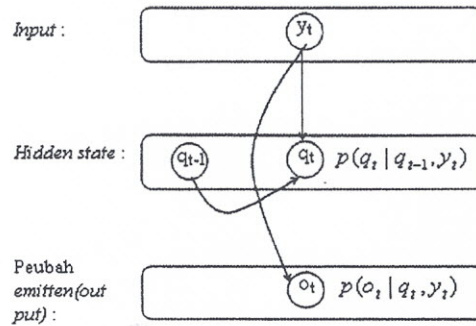 Input :
yt
Hidden state :
qt-1
qt
p(qt | qt-1, yt)
Peubah
emitten(out
put) :
ot
p(ot | qt, yt)